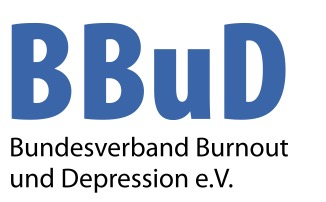 BBuD
Bundesverband Burnout
und Depression e.V.